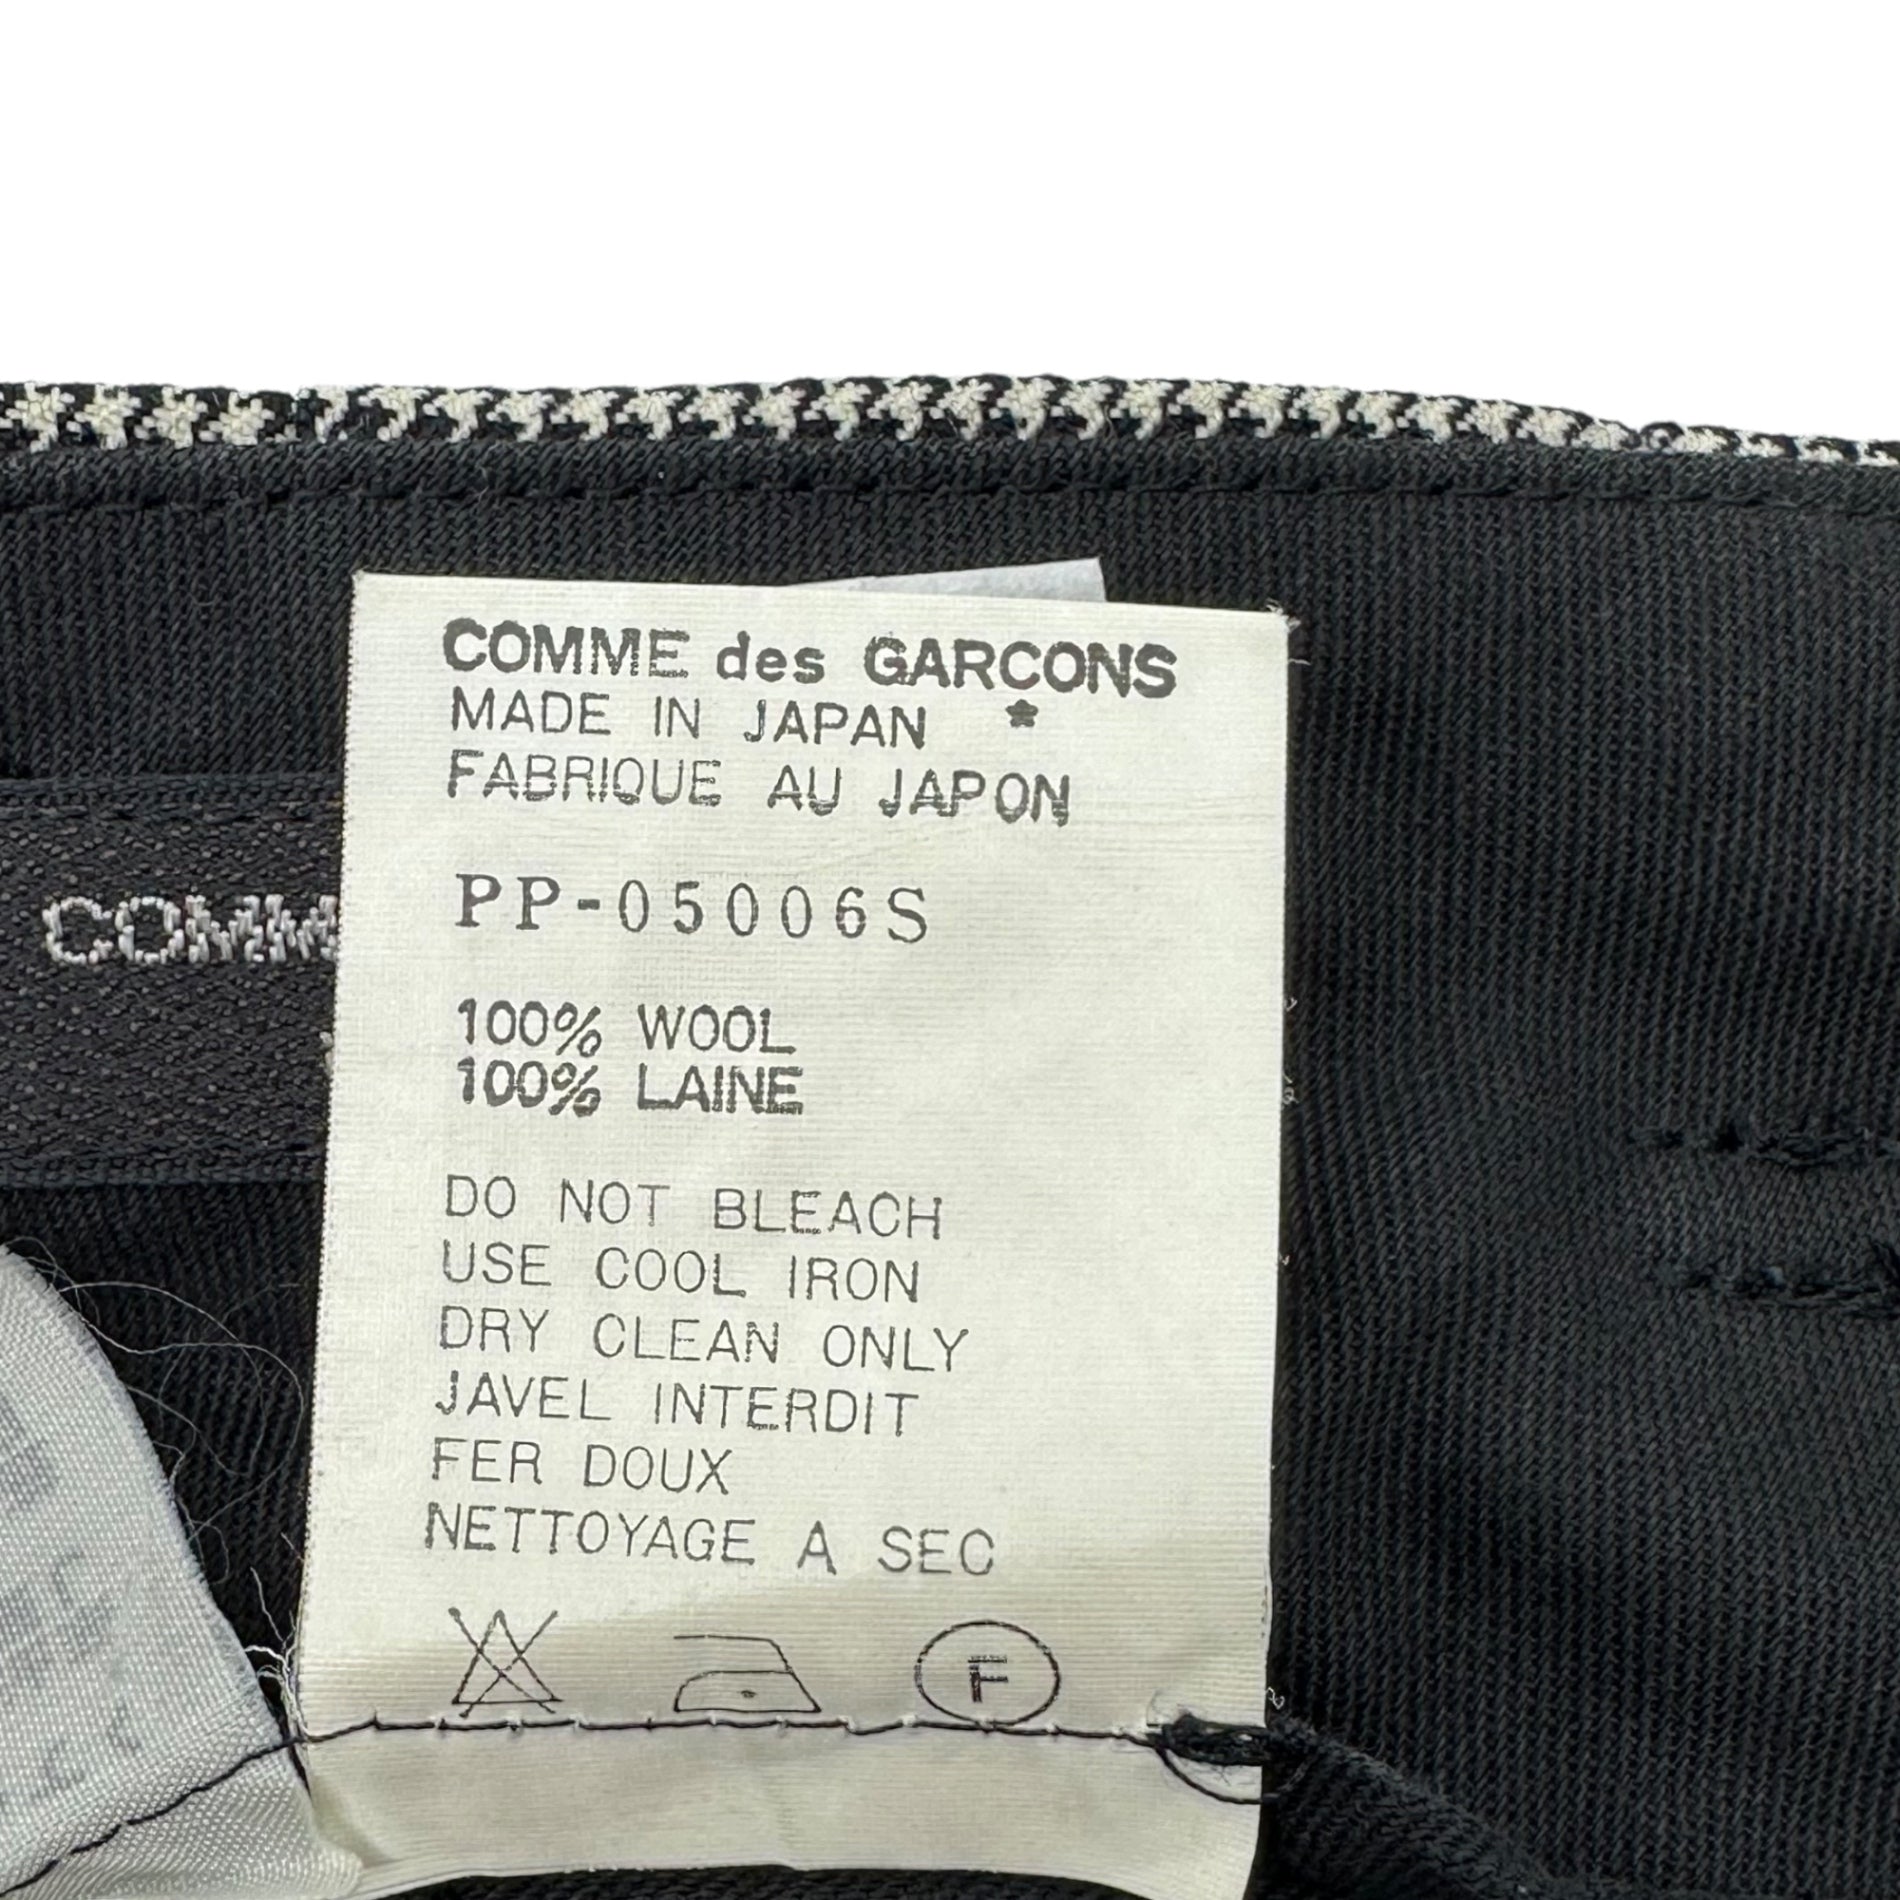 COMME des GARCONS
MADE IN JAPAN *
FABRIQUE AU JAPON
PP-05006S
COMM
100% WOOL
100% LAINE
DO NOT BLEACH
USE COOL IRON
DRY CLEAN ONLY
JAVEL INTERDIT
FER DOUX
NETTOYAGE A SEC
F